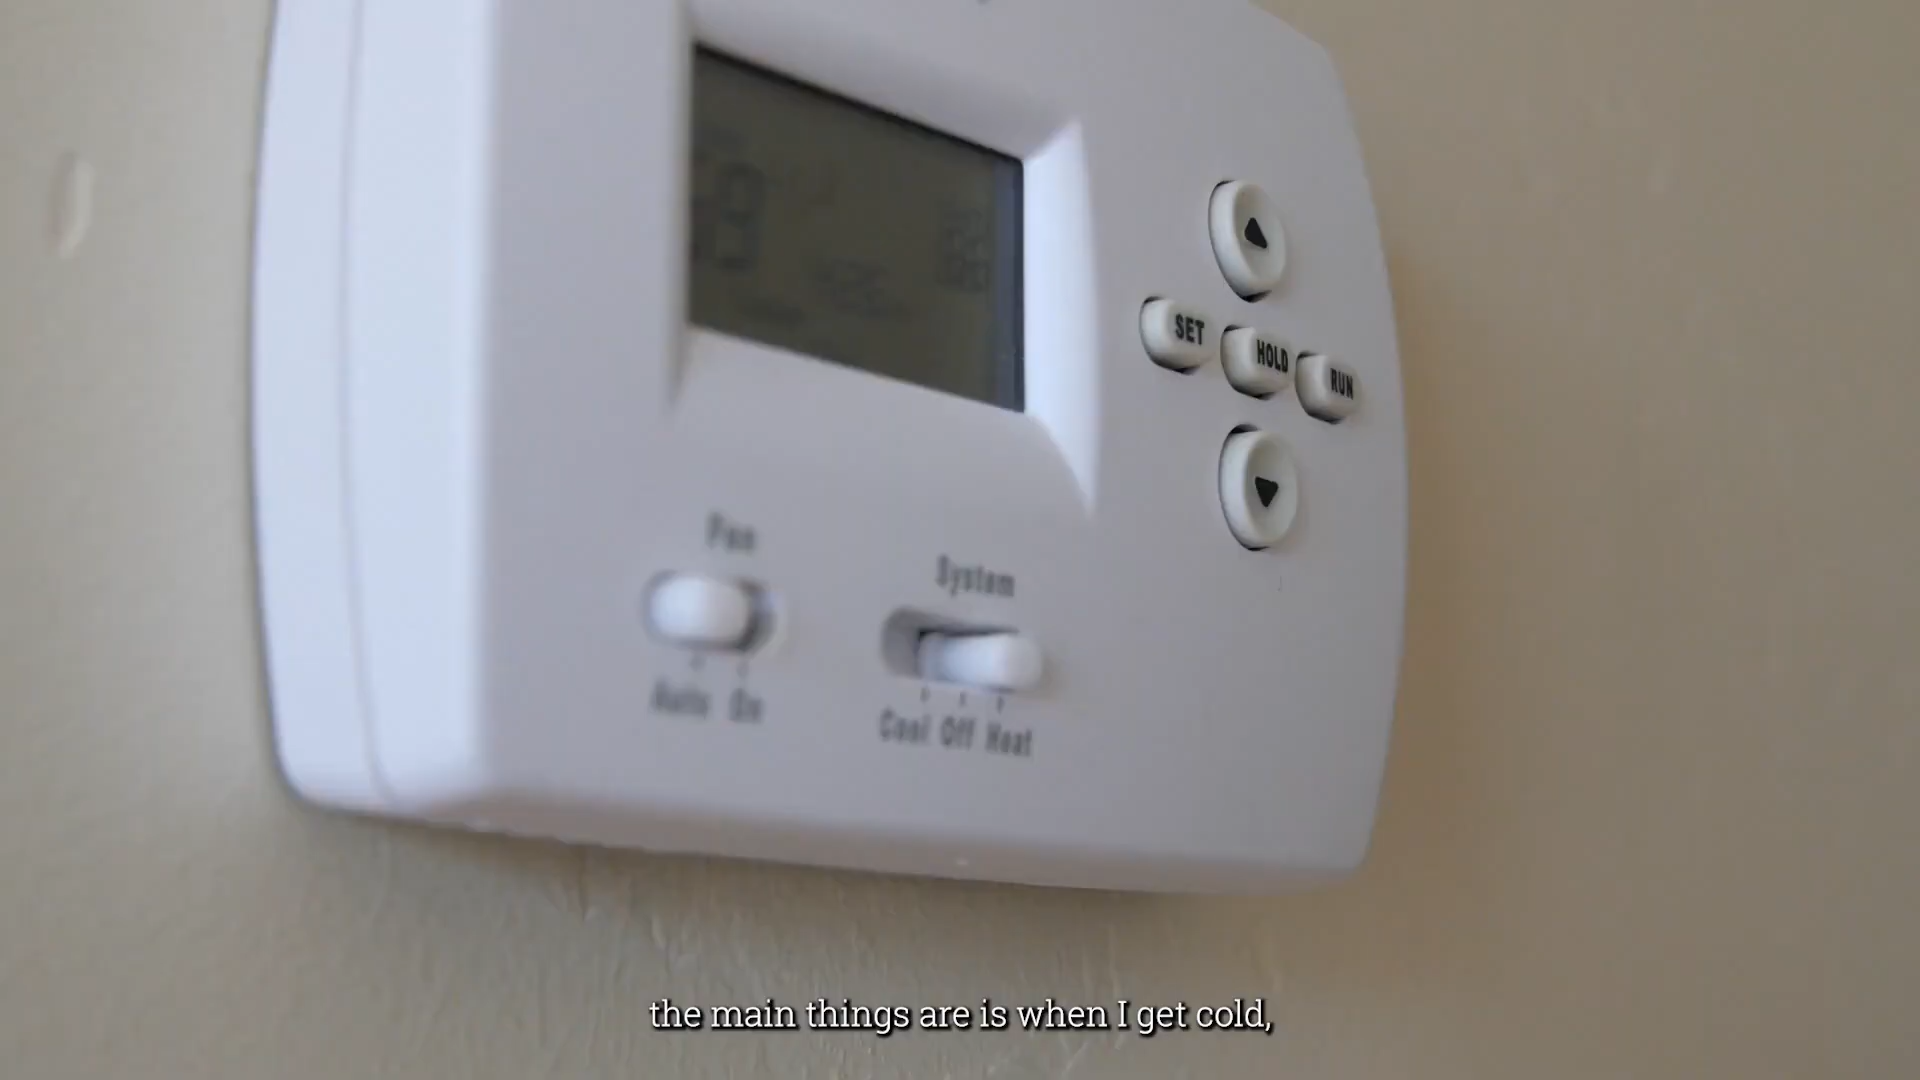 SET
HOLD
RUN
Fan
System
Auto On
Cool Off Heat
the main things are is when I get cold,